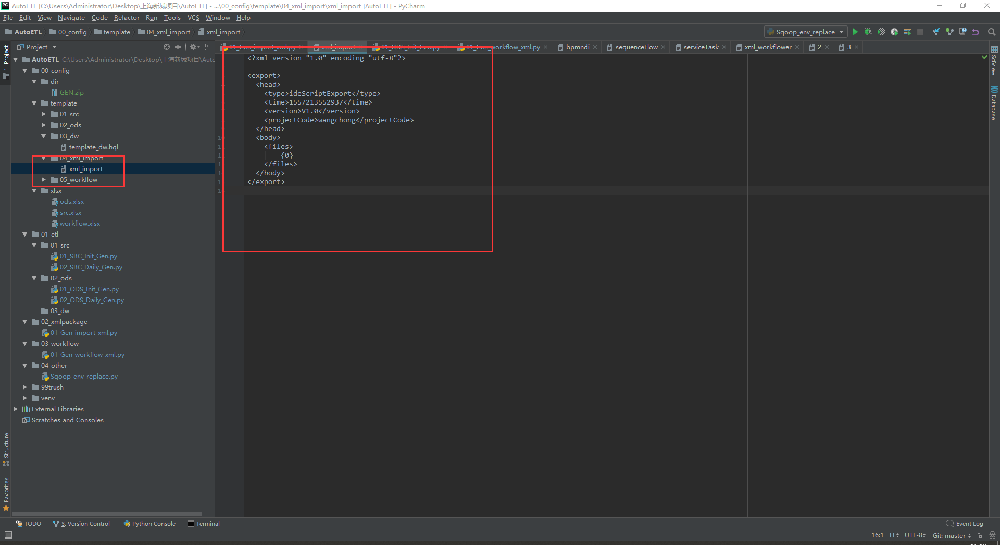 AutoETL [C:\Users\Administrator\Desktop\上海新城项目\AutoETL] - ...\00_config\template\04_xml_import\xml_import [AutoETL] - PyCharm
File Edit View Navigate Code Refactor Run Tools VCS Window Help
AutoETL 00_config template 04_xml_import xml_import
Sqoop_env_replace
Project
01_Gen_import_xml.py xml_import 01_ODS_Init_Gen.py 01_Gen_workflow_xml.py bpmndi sequenceFlow serviceTask xml_workflower 2 3
1: Project
AutoETL C:\Users\Administrator\Desktop\上海新城项目\Auto
00_config
dir
GEN.zip
template
01_src
02_ods
03_dw
template_dw.hql
04_xml_import
xml_import
05_workflow
xlsx
ods.xlsx
src.xlsx
workflow.xlsx
01_etl
01_src
01_SRC_Init_Gen.py
02_SRC_Daily_Gen.py
02_ods
01_ODS_Init_Gen.py
02_ODS_Daily_Gen.py
03_dw
02_xmlpackage
01_Gen_import_xml.py
03_workflow
01_Gen_workflow_xml.py
04_other
Sqoop_env_replace.py
99trush
venv
External Libraries
Scratches and Consoles
<?xml version="1.0" encoding="utf-8"?>
<export>
<head>
<type>ideScriptExport</type>
<time>1557213552937</time>
<version>V1.0</version>
<projectCode>wangchong</projectCode>
</head>
10 <body>
11 <files>
12 {0}
13 </files>
14 </body>
15 </export>
16
SciView
Database
Structure
Favorites
TODO 3: Version Control Python Console Terminal Event Log
16:1 LF UTF-8 Git: master